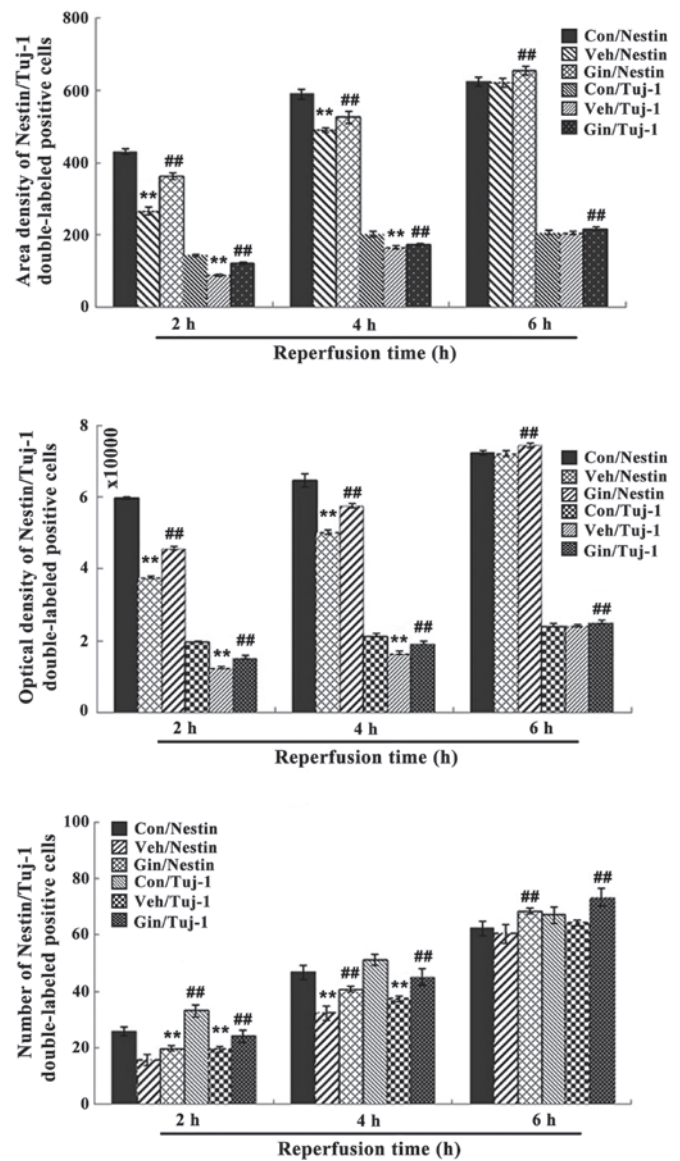 Area density of Nestin/Tuj-1
double-labeled positive cells
800
600
400
200
0
**
##
**
##
**
##
**
##
##
##
Con/Nestin
Veh/Nestin
Gin/Nestin
Con/Tuj-1
Veh/Tuj-1
Gin/Tuj-1
2 h
4 h
6 h
Reperfusion time (h)
Optical density of Nestin/Tuj-1
double-labeled positive cells
x10000
8
6
4
2
0
**
##
**
##
**
##
**
##
##
##
Con/Nestin
Veh/Nestin
Gin/Nestin
Con/Tuj-1
Veh/Tuj-1
Gin/Tuj-1
2 h
4 h
6 h
Reperfusion time (h)
Number of Nestin/Tuj-1
double-labeled positive cells
100
80
60
40
20
0
Con/Nestin
Veh/Nestin
Gin/Nestin
Con/Tuj-1
Veh/Tuj-1
Gin/Tuj-1
**
##
**
##
**
##
**
##
##
##
2 h
4 h
6 h
Reperfusion time (h)